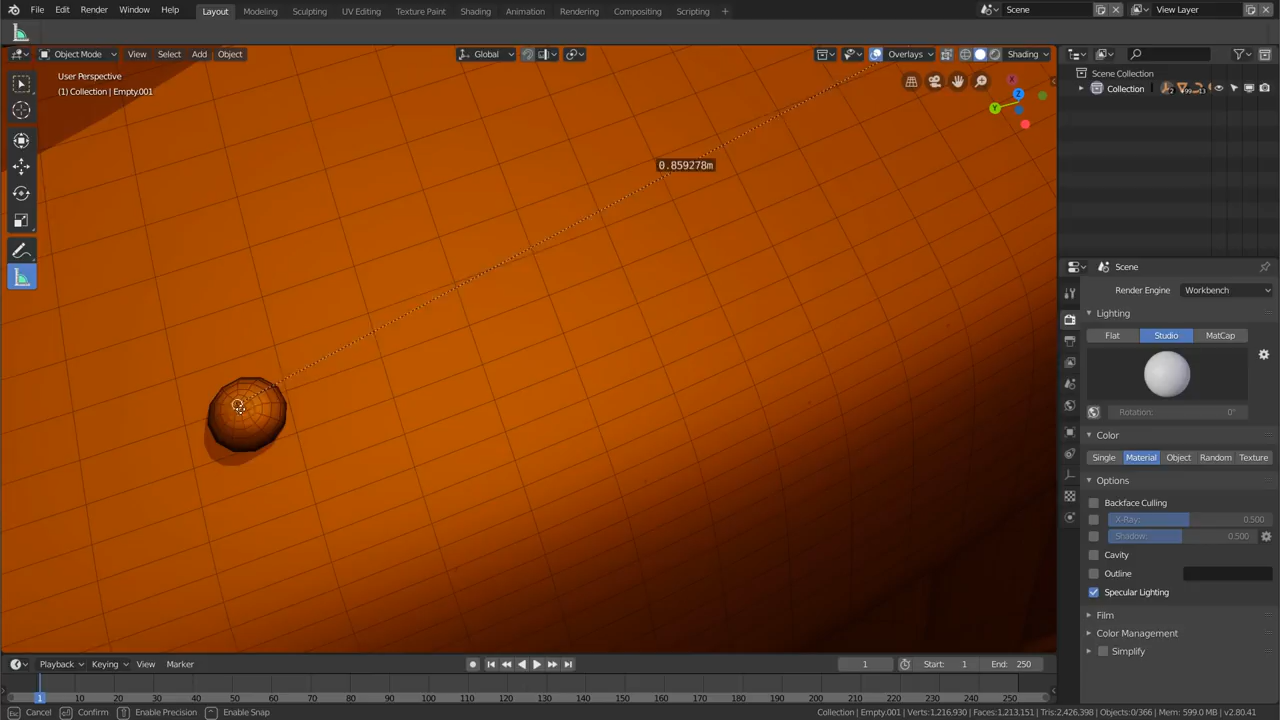 File Edit Render Window Help Layout Modeling Sculpting UV Editing Texture Paint Shading Animation Rendering Compositing Scripting + Scene View Layer
Object Mode View Select Add Object Global Overlays Shading
User Perspective
(1) Collection | Empty.001
0.859278m
Z
Y
X
Scene Collection
Collection
Scene
Render Engine Workbench
Lighting
Flat Studio MatCap
Rotation: 0°
Color
Single Material Object Random Texture
Options
Backface Culling
X-Ray: 0.500
Shadow: 0.500
Cavity
Outline
Specular Lighting
Film
Color Management
Simplify
Playback Keying View Marker 1 Start: 1 End: 250
1 10 20 30 40 50 60 70 80 90 100 110 120 130 140 150 160 170 180 190 200 210 220 230 240 250
Cancel Confirm Enable Precision Enable Snap Collection | Empty.001 | Verts:1,216,930 | Faces:1,213,151 | Tris:2,426,398 | Objects:0/366 | Mem: 599.0 MB | v2.80.41